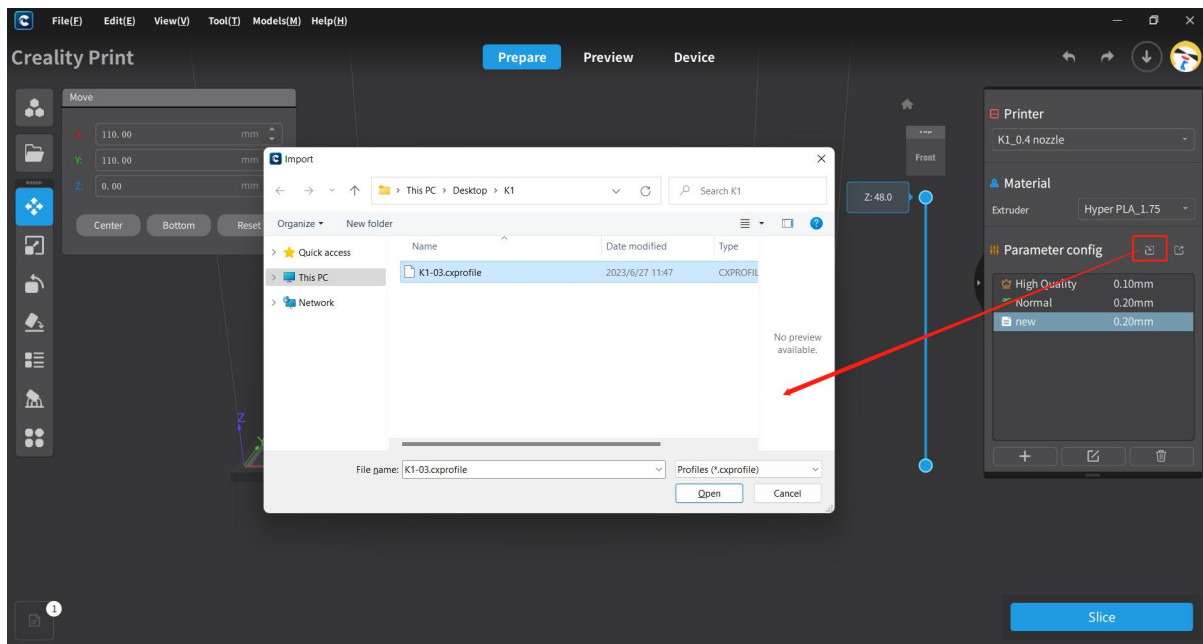 File(F) Edit(E) View(V) Tool(T) Models(M) Help(H)
Creality Print
Prepare Preview Device
Move
X: 110.00 mm
Y: 110.00 mm
Z: 0.00 mm
Center Bottom Reset
Z
Import
This PC > Desktop > K1
Search K1
Organize New folder
Name Date modified Type
Quick access
This PC
Network
K1-03.cxprofile 2023/6/27 11:47 CXPROFIL
No preview
available.
File name: K1-03.cxprofile
Profiles (*.cxprofile)
Open Cancel
Front
Z: 48.0
Printer
K1_0.4 nozzle
Material
Extruder Hyper PLA_1.75
Parameter config
High Quality 0.10mm
Normal 0.20mm
new 0.20mm
1
Slice